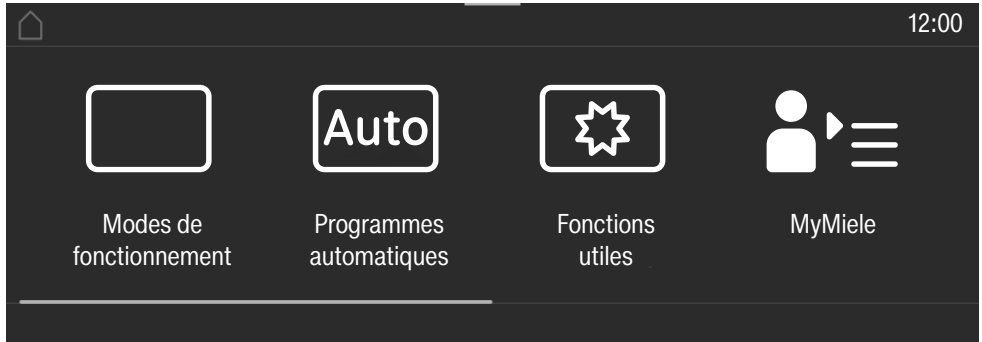 12:00
Auto
Modes de
fonctionnement
Programmes
automatiques
Fonctions
utiles
MyMiele